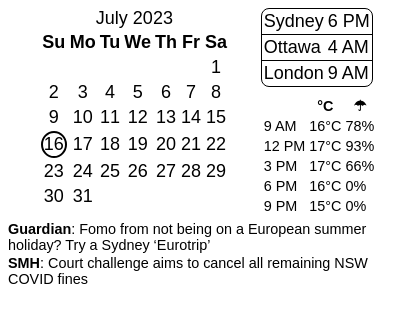 July 2023
Su Mo Tu We Th Fr Sa
1
2 3 4 5 6 7 8
9 10 11 12 13 14 15
16 17 18 19 20 21 22
23 24 25 26 27 28 29
30 31
Sydney 6 PM
Ottawa 4 AM
London 9 AM
°C ☂
9 AM 16°C 78%
12 PM 17°C 93%
3 PM 17°C 66%
6 PM 16°C 0%
9 PM 15°C 0%
Guardian: Fomo from not being on a European summer
holiday? Try a Sydney ‘Eurotrip’
SMH: Court challenge aims to cancel all remaining NSW
COVID fines